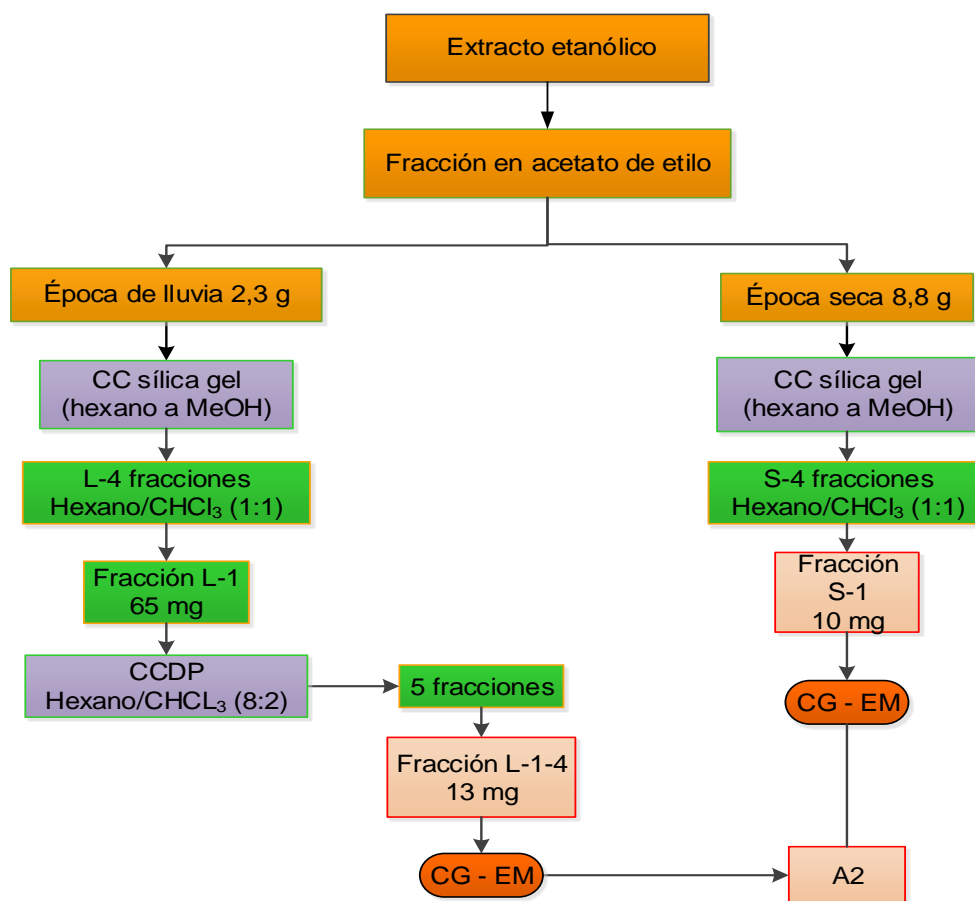 Extracto etanólico
Fracción en acetato de etilo
Época de lluvia 2,3 g
CC sílica gel
(hexano a MeOH)
L-4 fracciones
Hexano/CHCl₃ (1:1)
Fracción L-1
65 mg
CCDP
Hexano/CHCL₃ (8:2)
5 fracciones
Fracción L-1-4
13 mg
CG - EM
Época seca 8,8 g
CC sílica gel
(hexano a MeOH)
S-4 fracciones
Hexano/CHCl₃ (1:1)
Fracción
S-1
10 mg
CG - EM
A2